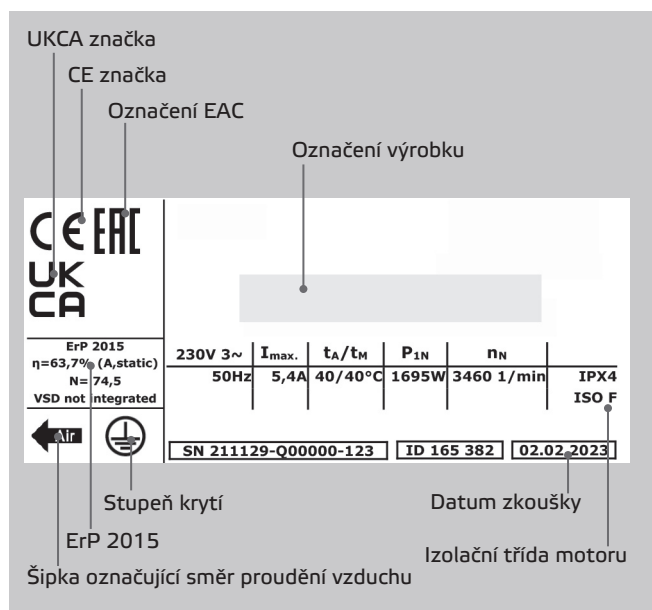 UKCA značka
CE značka
Označení EAC
Označení výrobku
CE EAC
UK
CA
ErP 2015
η=63,7% (A,static)
N= 74,5
VSD not integrated
230V 3~ Imax. tA/tM P1N nN
50Hz 5,4A 40/40°C 1695W 3460 1/min IPX4
ISO F
Air
SN 211129-Q00000-123 ID 165 382 02.02.2023
Stupeň krytí
Datum zkoušky
ErP 2015
Izolační třída motoru
Šipka označující směr proudění vzduchu